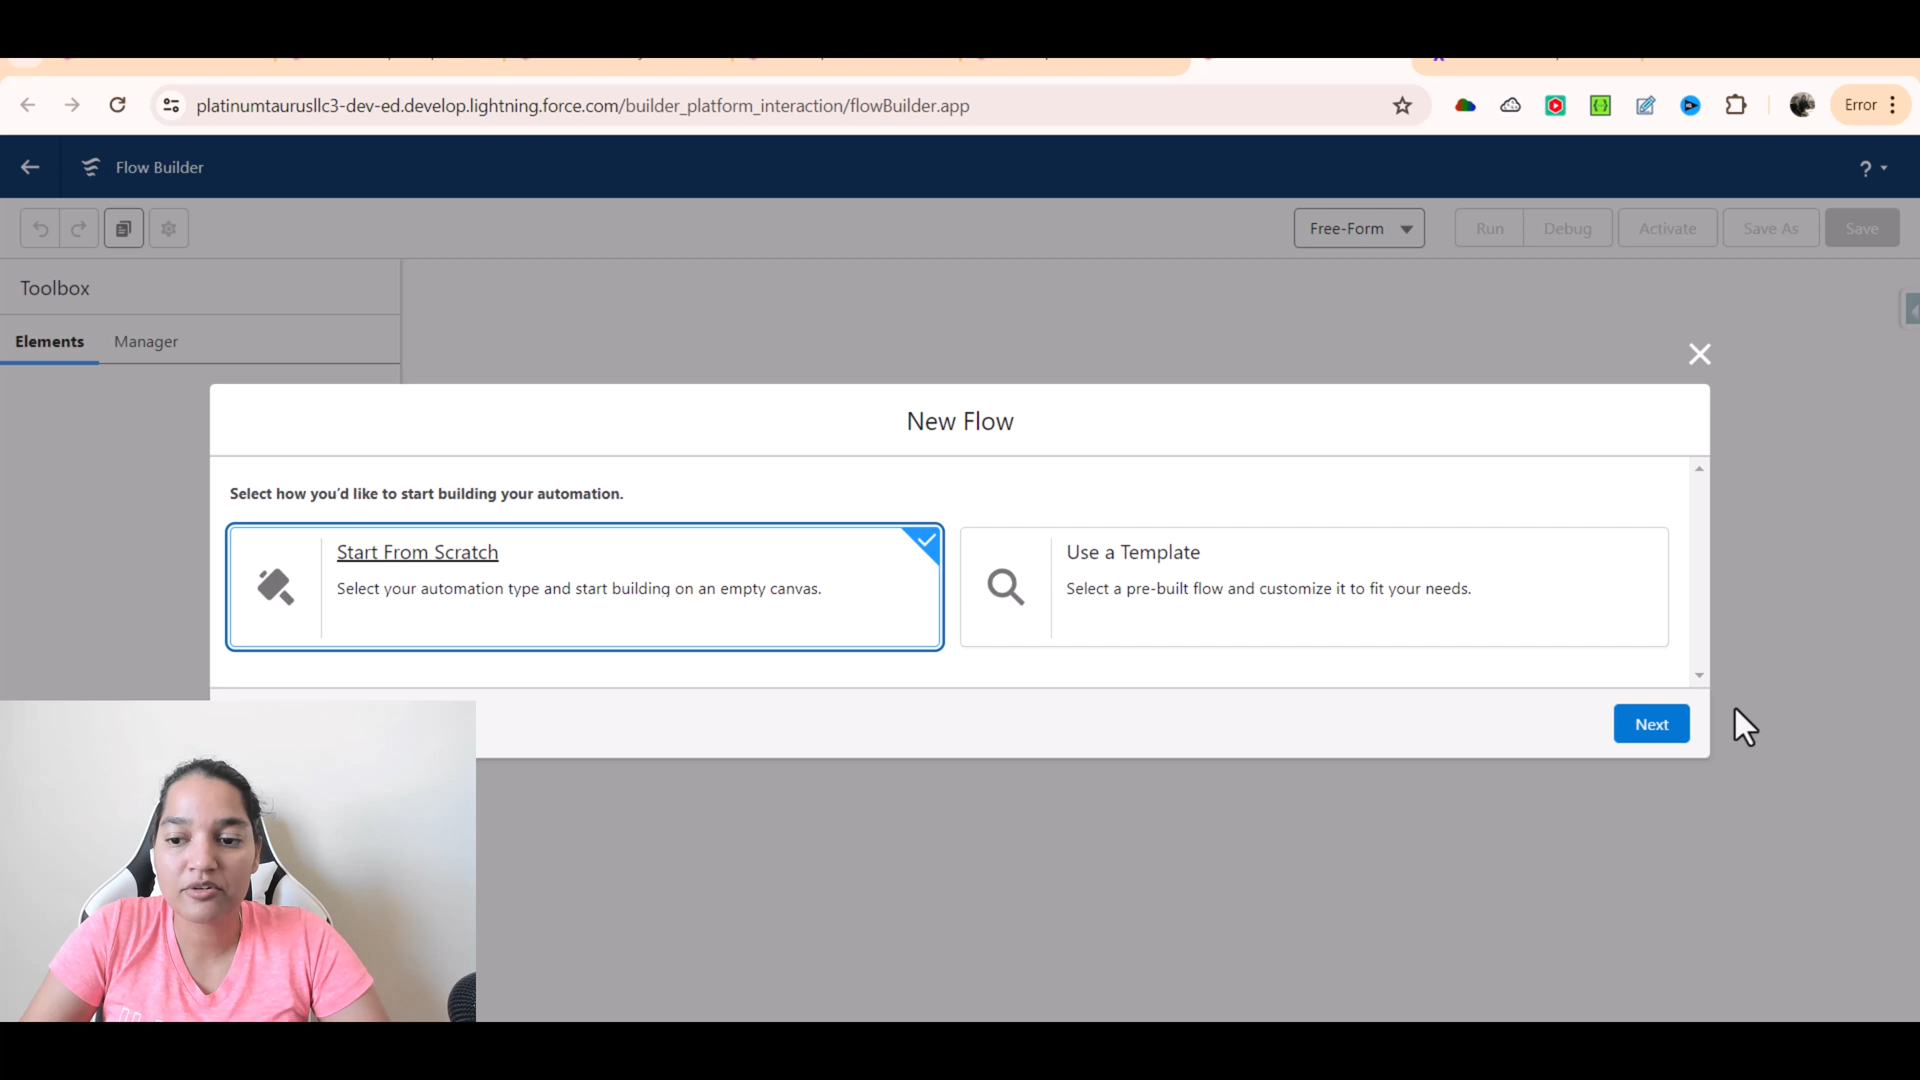 platinumtaurusllc3-dev-ed.develop.lightning.force.com/builder_platform_interaction/flowBuilder.app
Error
Flow Builder
?
Free-Form
Run
Debug
Activate
Save As
Save
Toolbox
Elements
Manager
New Flow
Select how you'd like to start building your automation.
Start From Scratch
Select your automation type and start building on an empty canvas.
Use a Template
Select a pre-built flow and customize it to fit your needs.
Next